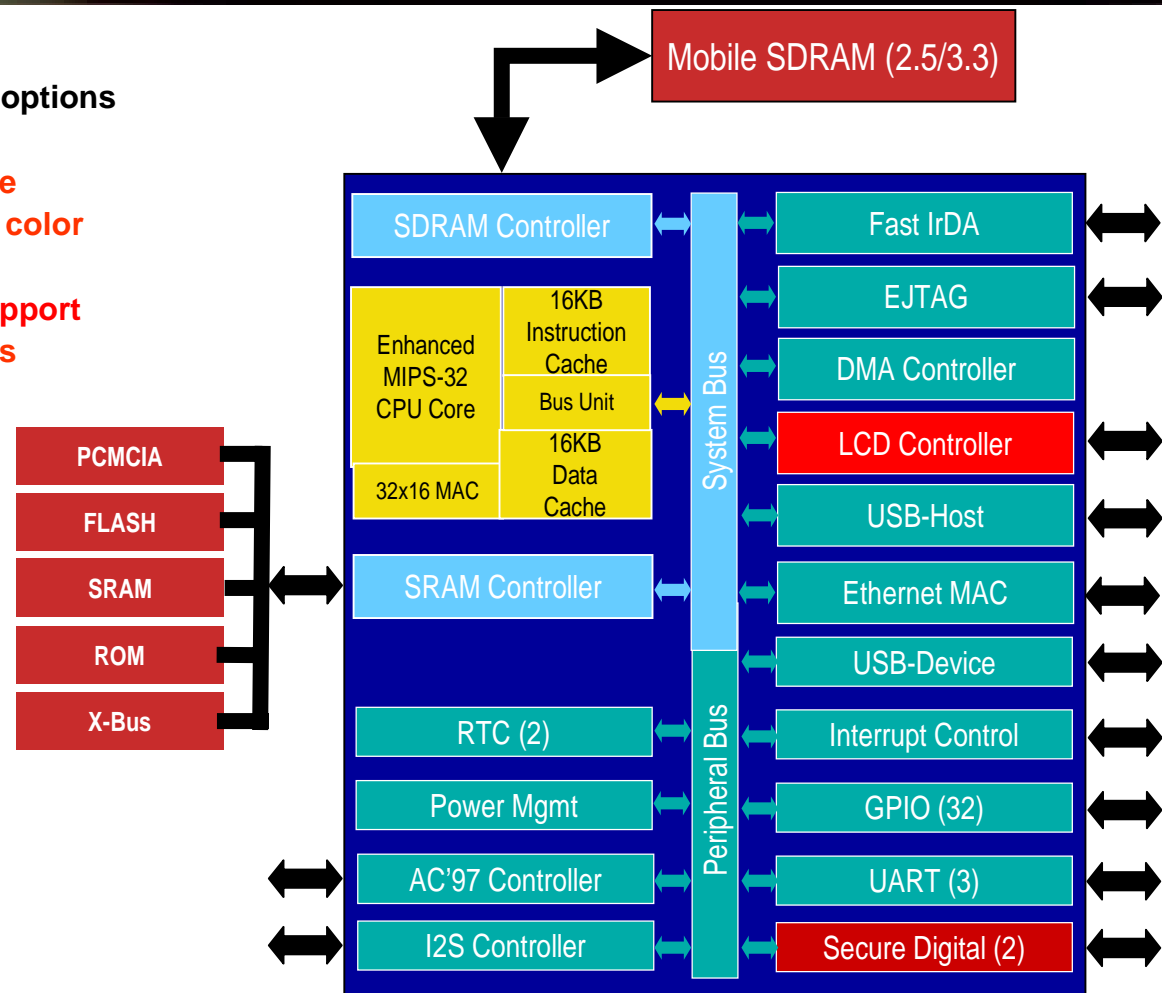 Mobile SDRAM (2.5/3.3)
options
e
color
pport
s
PCMCIA
FLASH
SRAM
ROM
X-Bus
SDRAM Controller
Enhanced
MIPS-32
CPU Core
16KB
Instruction
Cache
Bus Unit
32x16 MAC
16KB
Data
Cache
SRAM Controller
RTC (2)
Power Mgmt
AC'97 Controller
I2S Controller
System Bus
Peripheral Bus
Fast IrDA
EJTAG
DMA Controller
LCD Controller
USB-Host
Ethernet MAC
USB-Device
Interrupt Control
GPIO (32)
UART (3)
Secure Digital (2)